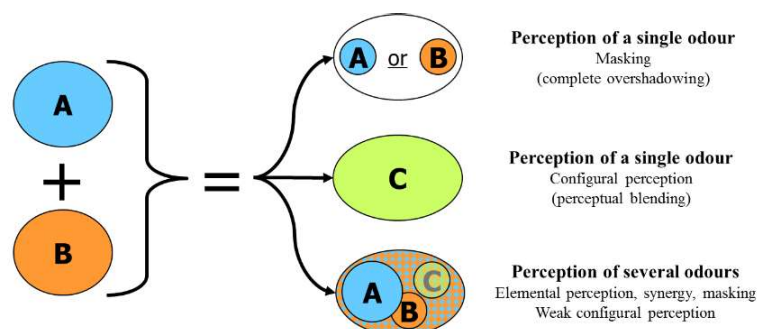 A
+
B
=
A or B
Perception of a single odour
Masking
(complete overshadowing)
C
Perception of a single odour
Configural perception
(perceptual blending)
A
B
C
Perception of several odours
Elemental perception, synergy, masking
Weak configural perception